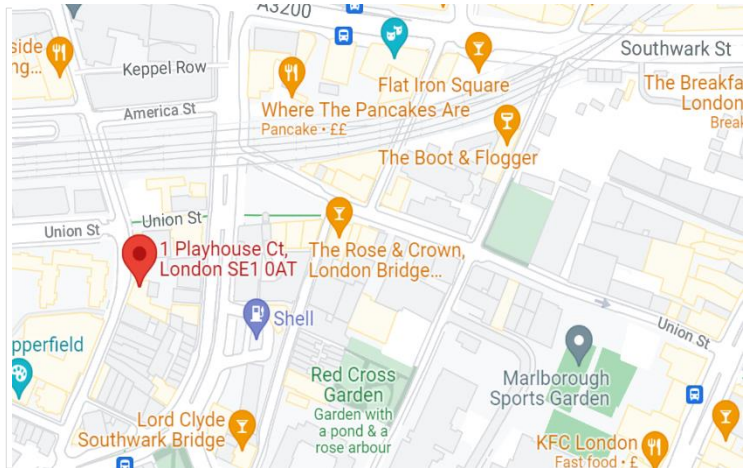 A3200
side
ng...
Keppel Row
Southwark St
Flat Iron Square
The Breakfa
London
Break
America St
Where The Pancakes Are
Pancake • ££
The Boot & Flogger
Union St
Union St
1 Playhouse Ct,
London SE1 0AT
The Rose & Crown,
London Bridge...
Shell
Union St
opperfield
Red Cross
Garden
Garden with
a pond & a
rose arbour
Marlborough
Sports Garden
Lord Clyde
Southwark Bridge
KFC London
Fast food • £